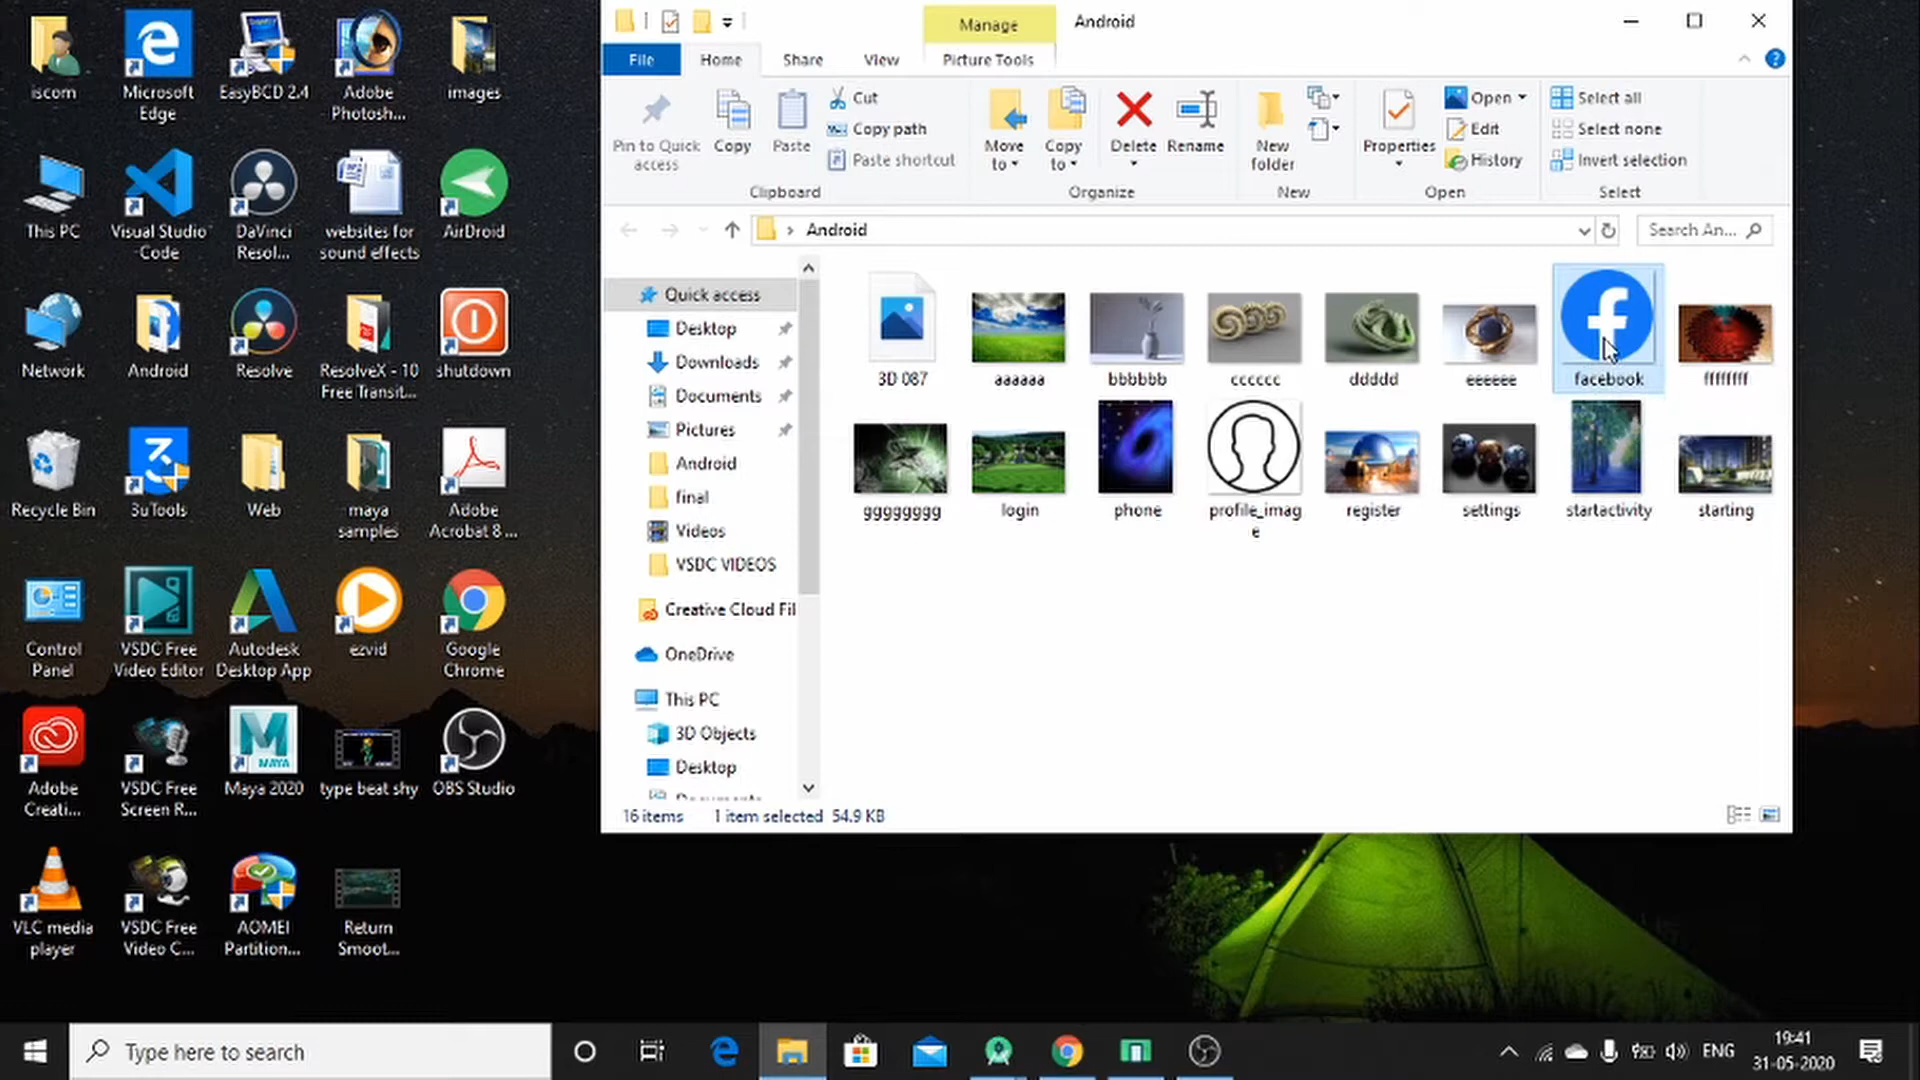 iscom
Microsoft
Edge
EasyBCD 2.4
Adobe
Photosh...
images
This PC
Visual Studio
Code
DaVinci
Resol...
websites for
sound effects
AirDroid
Network
Android
Resolve
ResolveX - 10
Free Transit...
shutdown
Recycle Bin
3uTools
Web
maya
samples
Adobe
Acrobat 8 ...
Control
Panel
VSDC Free
Video Editor
Autodesk
Desktop App
ezvid
Google
Chrome
Adobe
Creati...
VSDC Free
Screen R...
Maya 2020
type beat shy
OBS Studio
VLC media
player
VSDC Free
Video C...
AOMEI
Partition...
Return
Smoot...
Manage
Android
File
Home
Share
View
Picture Tools
Pin to Quick
access
Copy
Paste
Cut
Copy path
Paste shortcut
Clipboard
Move
to
Copy
to
Delete
Rename
Organize
New
folder
New
Properties
Open
Edit
History
Open
Select all
Select none
Invert selection
Select
Android
Search An...
Quick access
Desktop
Downloads
Documents
Pictures
Android
final
Videos
VSDC VIDEOS
Creative Cloud Fil
OneDrive
This PC
3D Objects
Desktop
3D 087
aaaaaa
bbbbbb
cccccc
ddddd
eeeeee
facebook
ffffffff
gggggggg
login
phone
profile_imag
e
register
settings
startactivity
starting
16 items
1 item selected 54.9 KB
Type here to search
ENG
19:41
31-05-2020